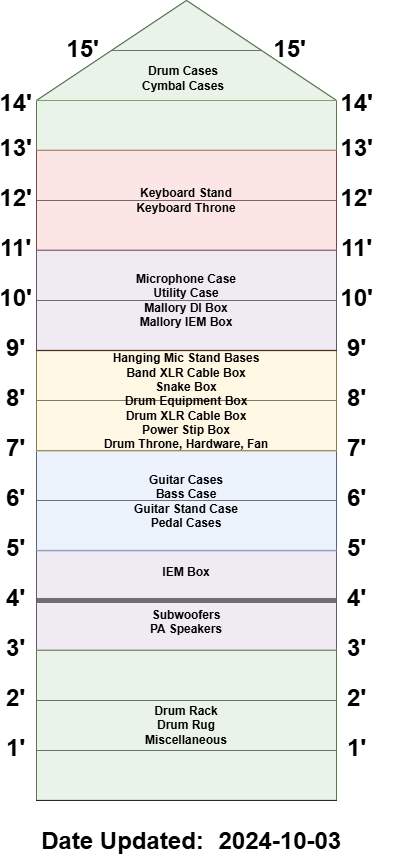 15' 15'
Drum Cases
Cymbal Cases
14' 14'
13' 13'
Keyboard Stand
12' 12'
Keyboard Throne
11' 11'
Microphone Case
Utility Case
10' 10'
Mallory DI Box
Mallory IEM Box
9' 9'
Hanging Mic Stand Bases
Band XLR Cable Box
Snake Box
8' 8'
Drum Equipment Box
Drum XLR Cable Box
Power Stip Box
Drum Throne, Hardware, Fan
7' 7'
Guitar Cases
Bass Case
6' 6'
Guitar Stand Case
Pedal Cases
5' 5'
IEM Box
4' 4'
Subwoofers
PA Speakers
3' 3'
2' 2'
Drum Rack
Drum Rug
Miscellaneous
1' 1'
Date Updated: 2024-10-03